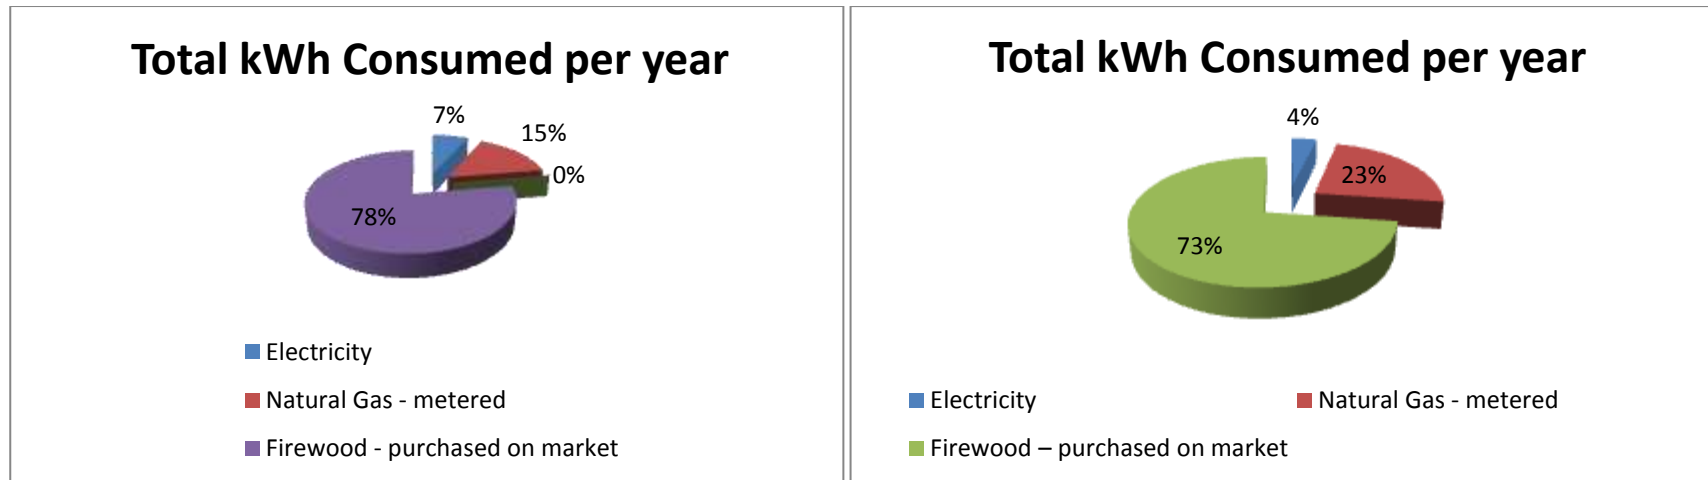 Total kWh Consumed per year
7%
15%
0%
78%
Electricity
Natural Gas - metered
Firewood - purchased on market
Total kWh Consumed per year
4%
23%
73%
Electricity
Natural Gas - metered
Firewood – purchased on market